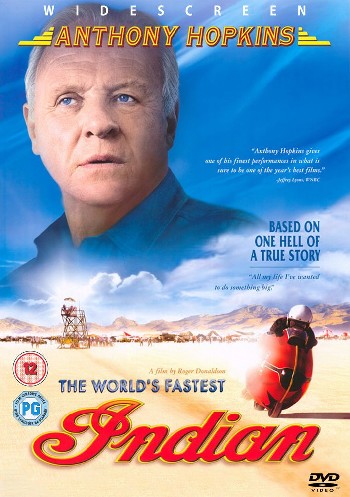 WIDESCREEN
ANTHONY HOPKINS
"Anthony Hopkins gives
one of his finest performances in what is
sure to be one of the year's best films."
Jeffrey Lyons, WNBC
BASED ON
ONE HELL OF
A TRUE STORY
"All my life I've wanted
to do something big."
12
PG
A film by Roger Donaldson
THE WORLD'S FASTEST
Indian
DVD
VIDEO